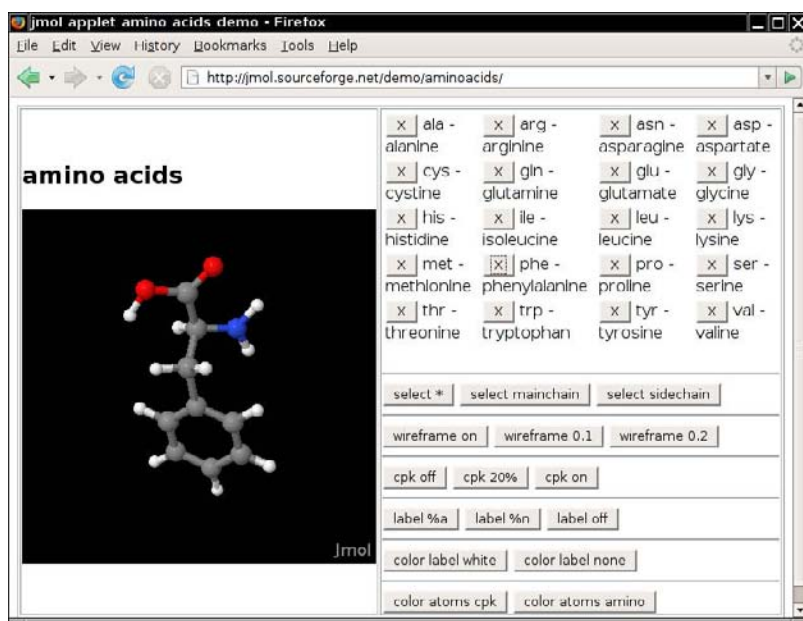 jmol applet amino acids demo - Firefox
File Edit View History Bookmarks Tools Help
http://jmol.sourceforge.net/demo/aminoacids/
amino acids
Jmol
x ala - alanine
x arg - arginine
x asn - asparagine
x asp - aspartate
x cys - cystine
x gln - glutamine
x glu - glutamate
x gly - glycine
x his - histidine
x ile - isoleucine
x leu - leucine
x lys - lysine
x met - methionine
x phe - phenylalanine
x pro - proline
x ser - serine
x thr - threonine
x trp - tryptophan
x tyr - tyrosine
x val - valine
select * select mainchain select sidechain
wireframe on wireframe 0.1 wireframe 0.2
cpk off cpk 20% cpk on
label %a label %n label off
color label white color label none
color atoms cpk color atoms amino